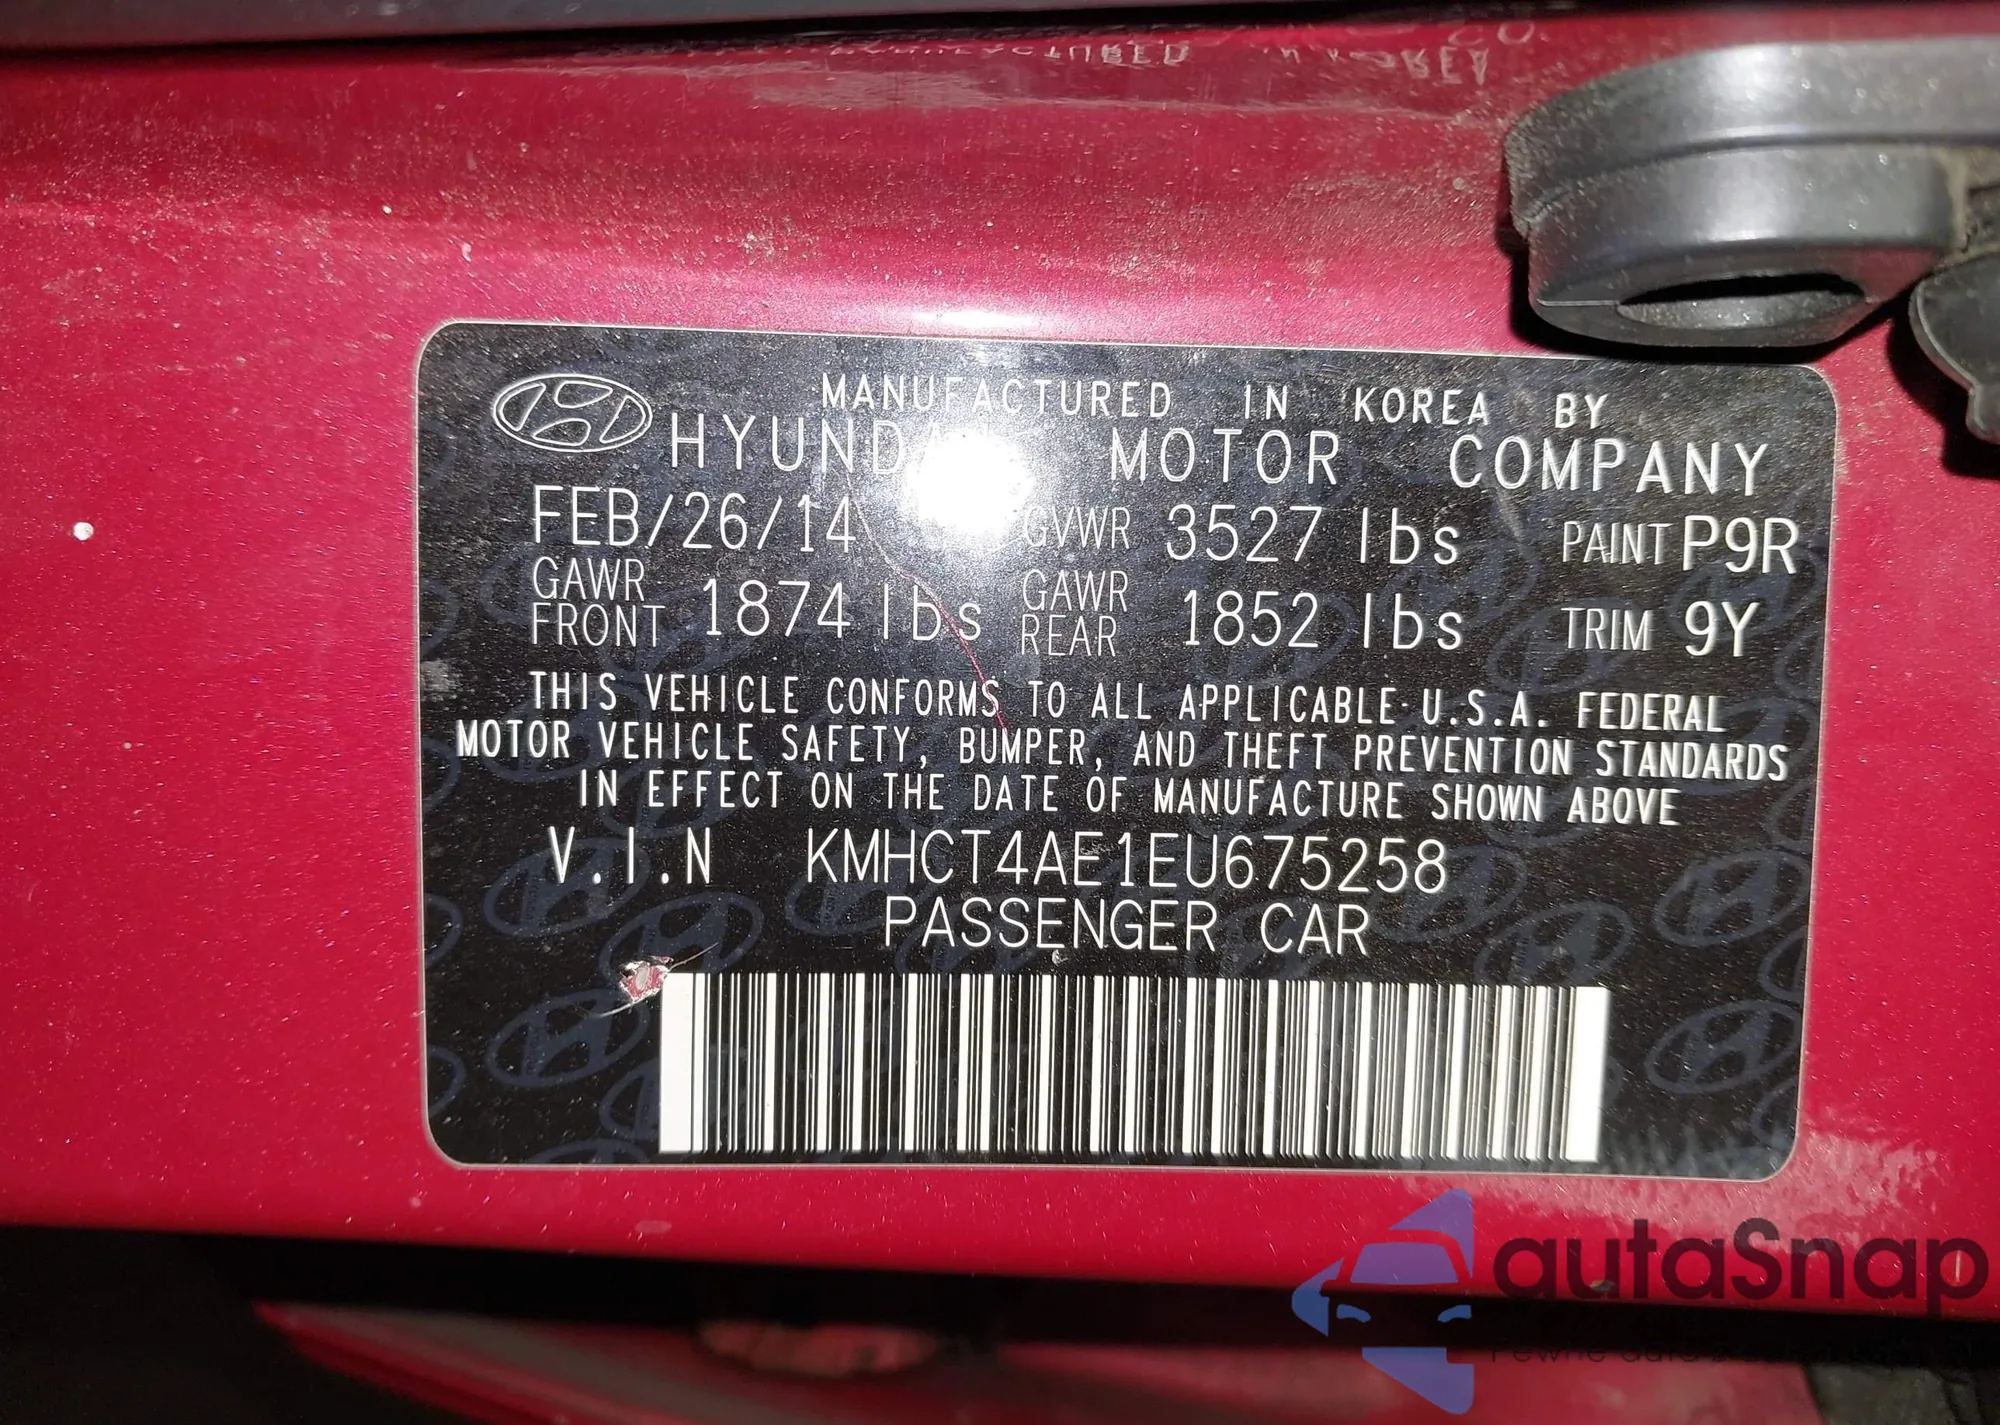 MANUFACTURED IN KOREA BY
HYUNDAI MOTOR COMPANY
FEB/26/14 GVWR 3527 lbs PAINT P9R
GAWR FRONT 1874 lbs GAWR REAR 1852 lbs TRIM 9Y
THIS VEHICLE CONFORMS TO ALL APPLICABLE U.S.A. FEDERAL
MOTOR VEHICLE SAFETY, BUMPER, AND THEFT PREVENTION STANDARDS
IN EFFECT ON THE DATE OF MANUFACTURE SHOWN ABOVE
V.I.N KMHCT4AE1EU675258
PASSENGER CAR
autaSnap